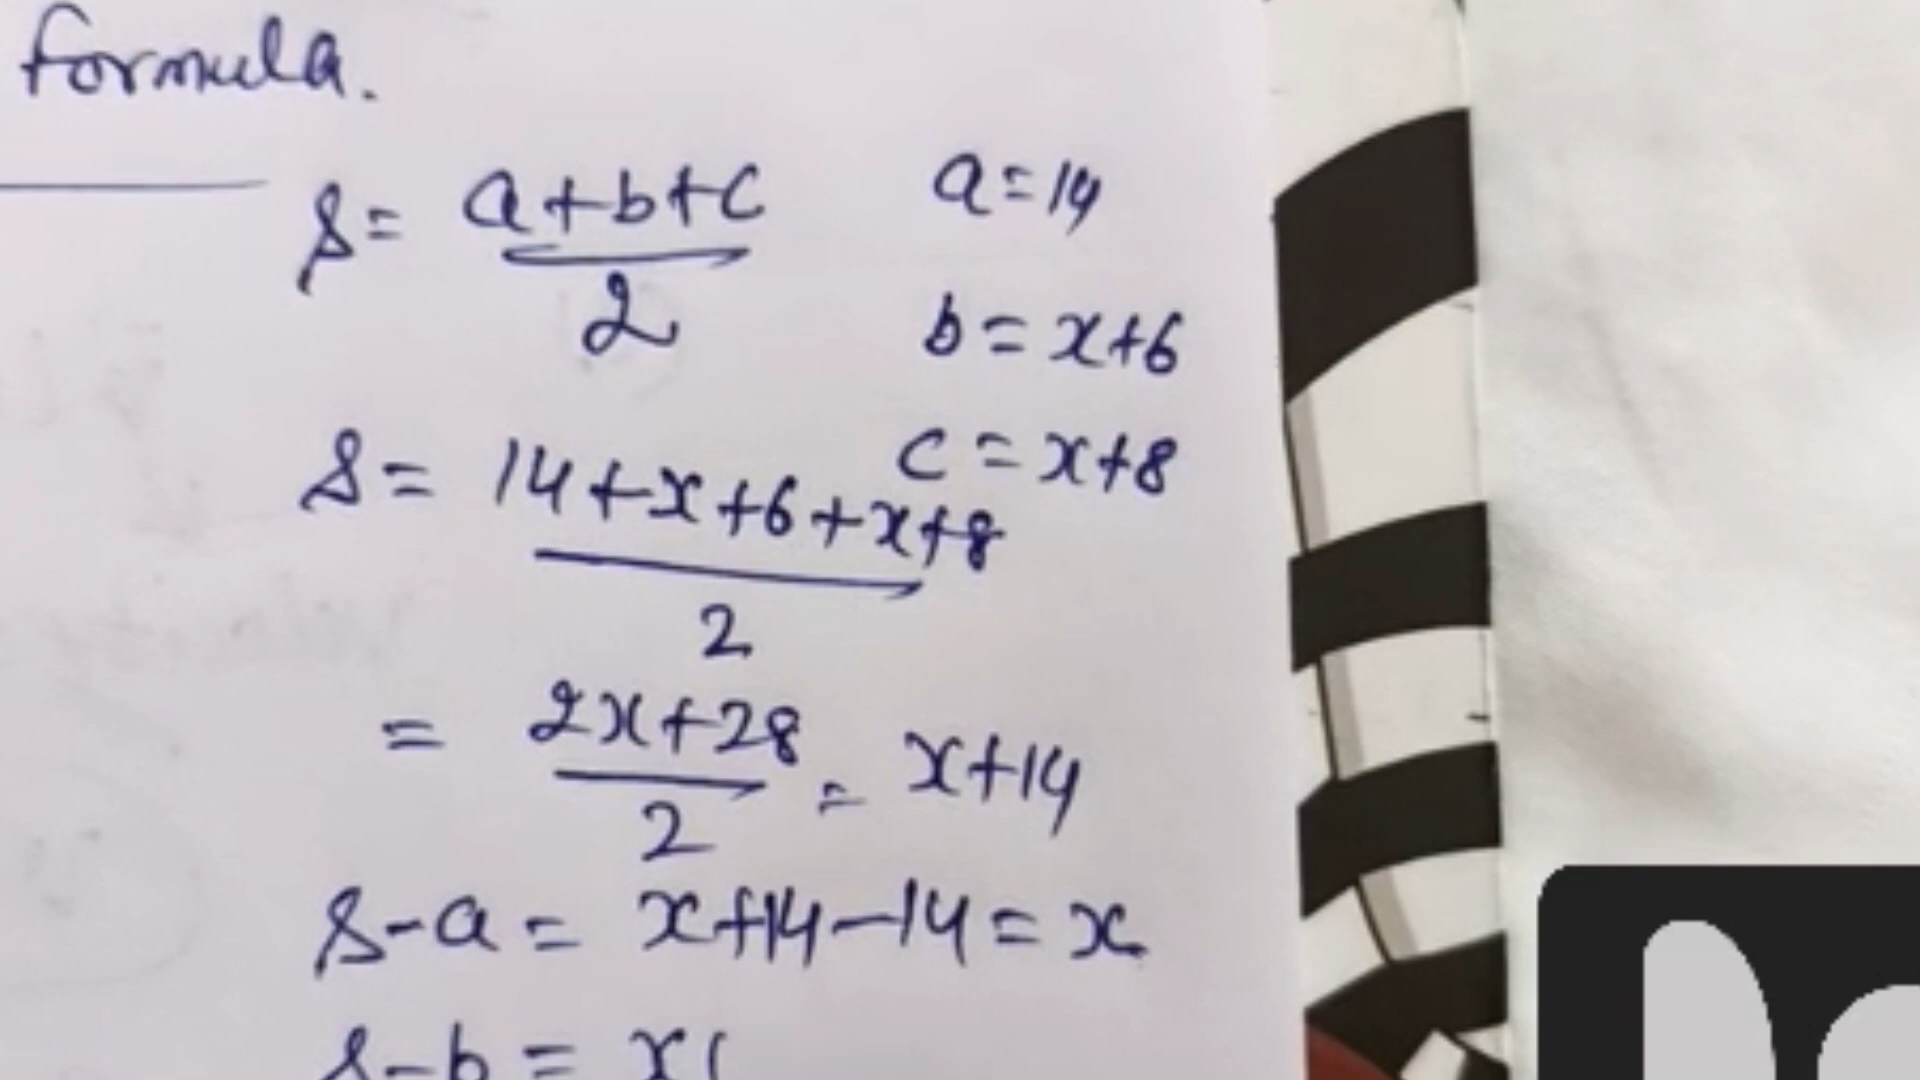 formula.
s = a+b+c / 2
a = 14
b = x+6
c = x+8
s = 14+x+6+x+8 / 2
= 2x+28 / 2 = x+14
s-a = x+14-14 = x
s-b = x